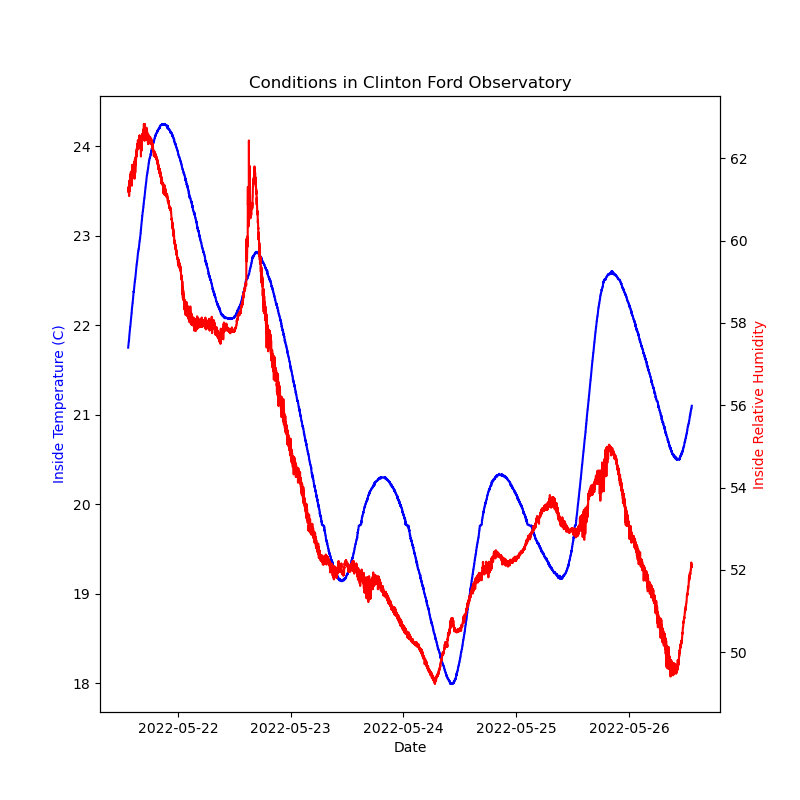 Conditions in Clinton Ford Observatory
24
23
22
21
20
19
18
Inside Temperature (C)
62
60
58
56
54
52
50
Inside Relative Humidity
2022-05-22 2022-05-23 2022-05-24 2022-05-25 2022-05-26
Date